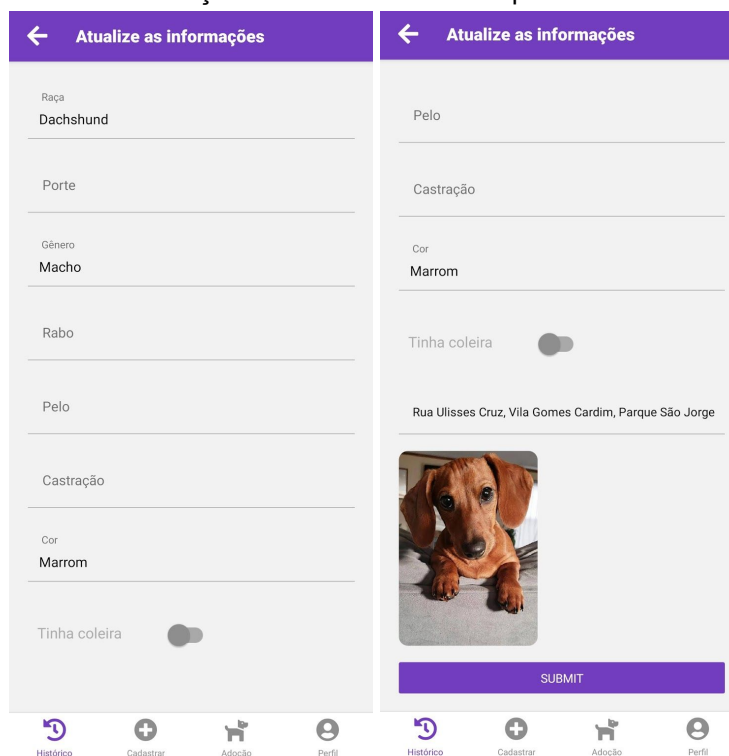 Atualize as informações
Raça
Dachshund
Porte
Gênero
Macho
Rabo
Pelo
Castração
Cor
Marrom
Tinha coleira
Histórico
Cadastrar
Adoção
Perfil
Atualize as informações
Pelo
Castração
Cor
Marrom
Tinha coleira
Rua Ulisses Cruz, Vila Gomes Cardim, Parque São Jorge
SUBMIT
Histórico
Cadastrar
Adoção
Perfil